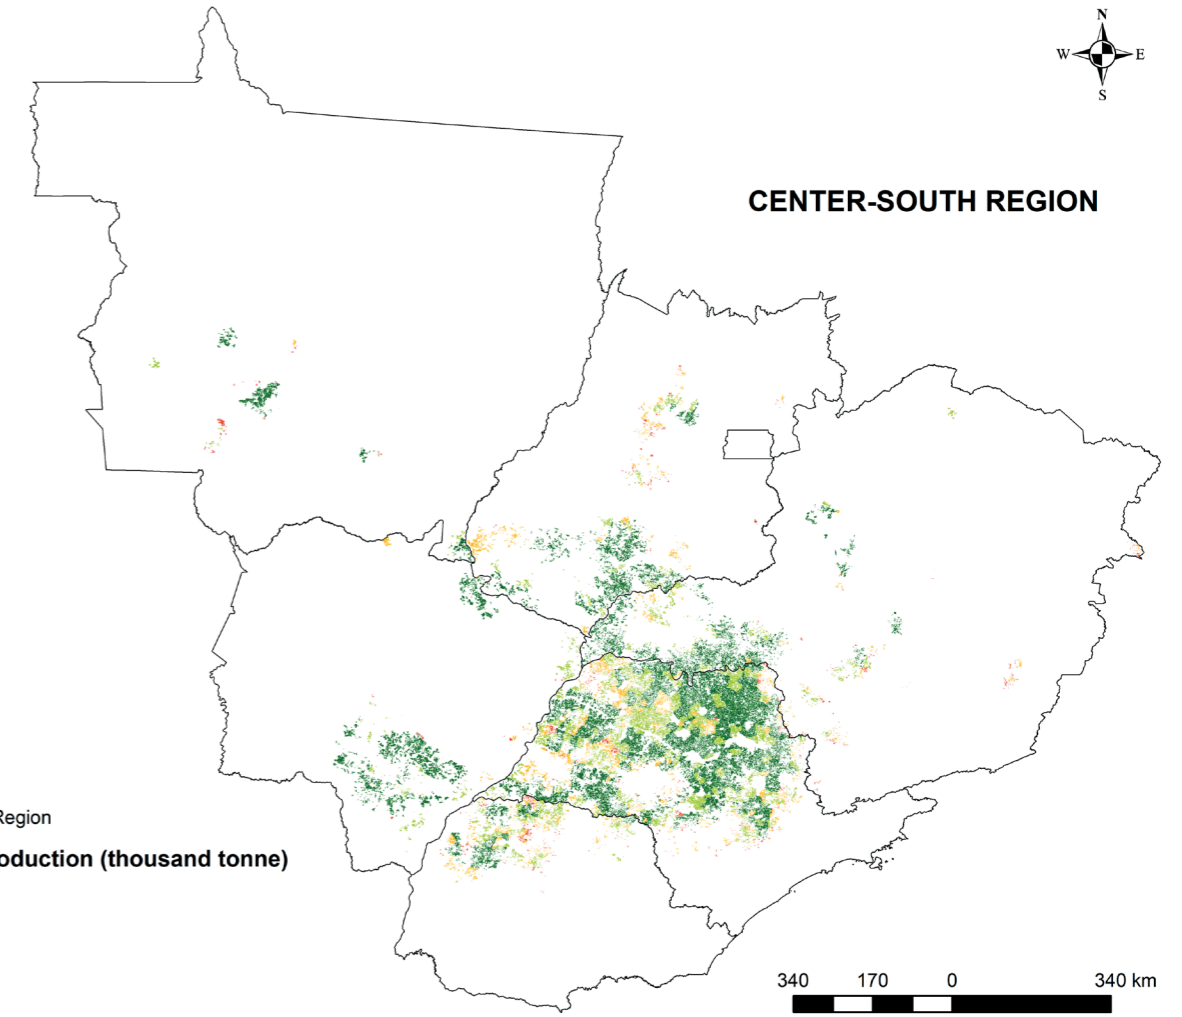 N
W E
S
CENTER-SOUTH REGION
Region
oduction (thousand tonne)
340 170 0 340 km